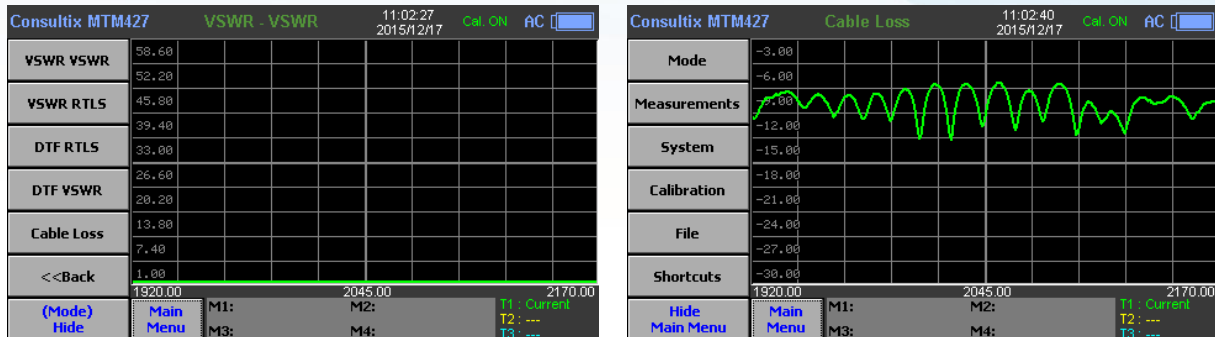 Consultix MTM427 VSWR - VSWR 11:02:27 2015/12/17 Cal. ON AC
VSWR VSWR
VSWR RTLS
DTF RTLS
DTF VSWR
Cable Loss
<<Back
(Mode)
Hide
58.60
52.20
45.80
39.40
33.00
26.60
20.20
13.80
7.40
1.00
1920.00 2045.00 2170.00
Main
Menu
M1: M2:
M3: M4:
T1 : Current
T2 : ---
T3 : ---
Consultix MTM427 Cable Loss 11:02:40 2015/12/17 Cal. ON AC
Mode
Measurements
System
Calibration
File
Shortcuts
Hide
Main Menu
-3.00
-6.00
-9.00
-12.00
-15.00
-18.00
-21.00
-24.00
-27.00
-30.00
1920.00 2045.00 2170.00
Main
Menu
M1: M2:
M3: M4:
T1 : Current
T2 : ---
T3 : ---